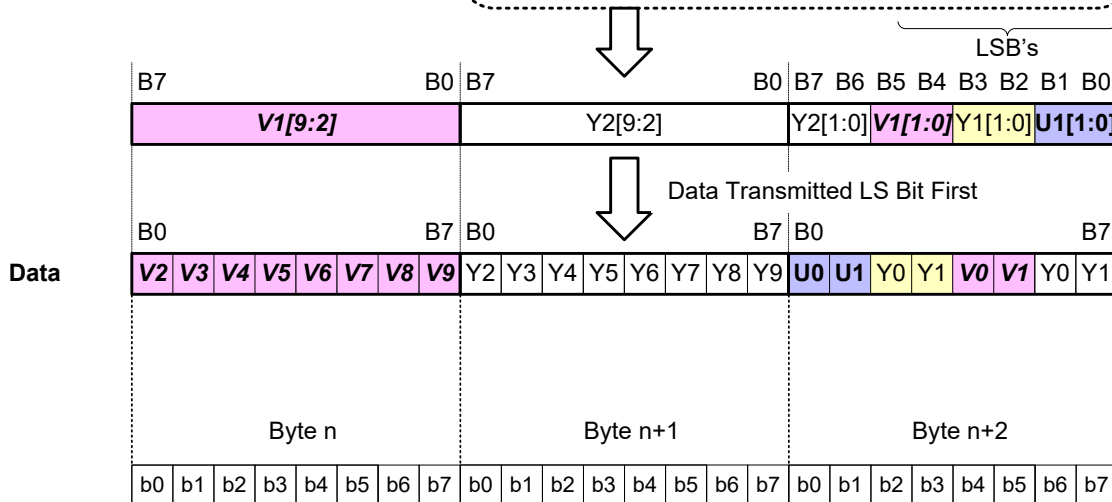 LSB's
B7 B0 B7 B0 B7 B6 B5 B4 B3 B2 B1 B0
V1[9:2] Y2[9:2] Y2[1:0] V1[1:0] Y1[1:0] U1[1:0]
Data Transmitted LS Bit First
B0 B7 B0 B7 B0 B7
Data V2 V3 V4 V5 V6 V7 V8 V9 Y2 Y3 Y4 Y5 Y6 Y7 Y8 Y9 U0 U1 Y0 Y1 V0 V1 Y0 Y1
Byte n Byte n+1 Byte n+2
b0 b1 b2 b3 b4 b5 b6 b7 b0 b1 b2 b3 b4 b5 b6 b7 b0 b1 b2 b3 b4 b5 b6 b7